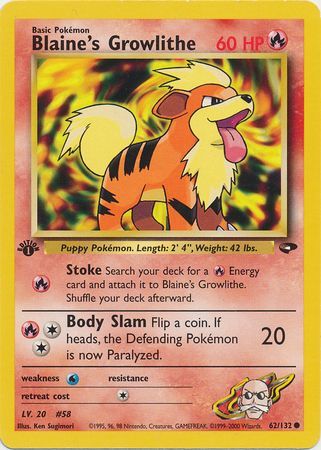 Basic Pokémon
Blaine's Growlithe 60 HP
EDITION
1
Puppy Pokémon. Length: 2' 4", Weight: 42 lbs.
Stoke Search your deck for a Energy
card and attach it to Blaine's Growlithe.
Shuffle your deck afterward.
Body Slam Flip a coin. If
heads, the Defending Pokémon
is now Paralyzed.
20
weakness resistance
retreat cost
LV. 20 #58
Illus. Ken Sugimori ©1995, 96, 98 Nintendo, Creatures, GAMEFREAK. ©1999-2000 Wizards. 62/132